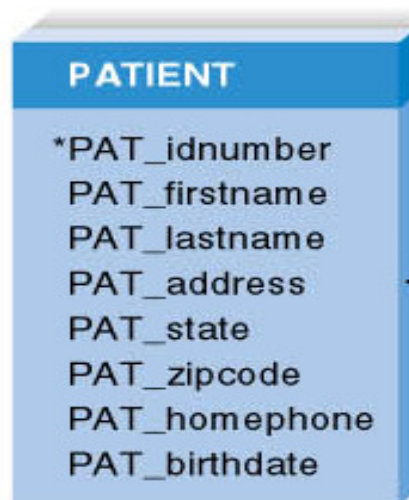 PATIENT
*PAT_idnumber
PAT_firstname
PAT_lastname
PAT_address
PAT_state
PAT_zipcode
PAT_homephone
PAT_birthdate